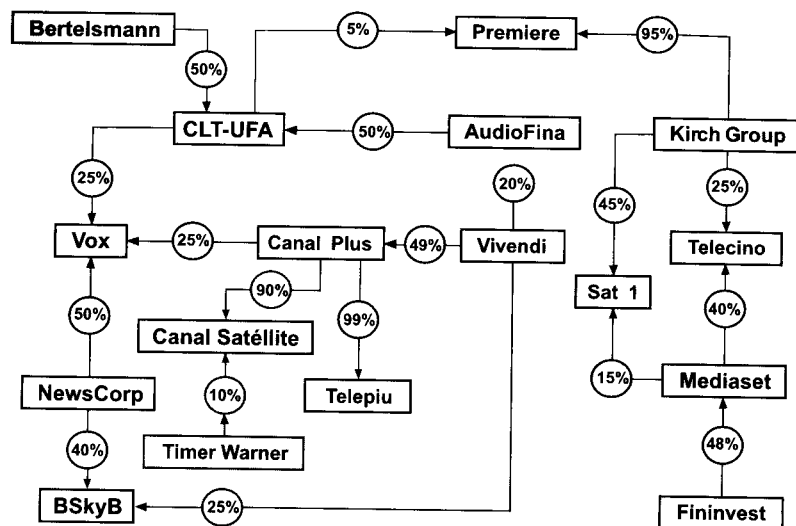 Bertelsmann
5%
Premiere
95%
50%
CLT-UFA
50%
AudioFina
Kirch Group
25%
20%
45%
25%
Vox
25%
Canal Plus
49%
Vivendi
Telecino
90%
Sat 1
50%
99%
40%
Canal Satéllite
NewsCorp
10%
Telepiu
15%
Mediaset
40%
Timer Warner
48%
BSkyB
25%
Fininvest